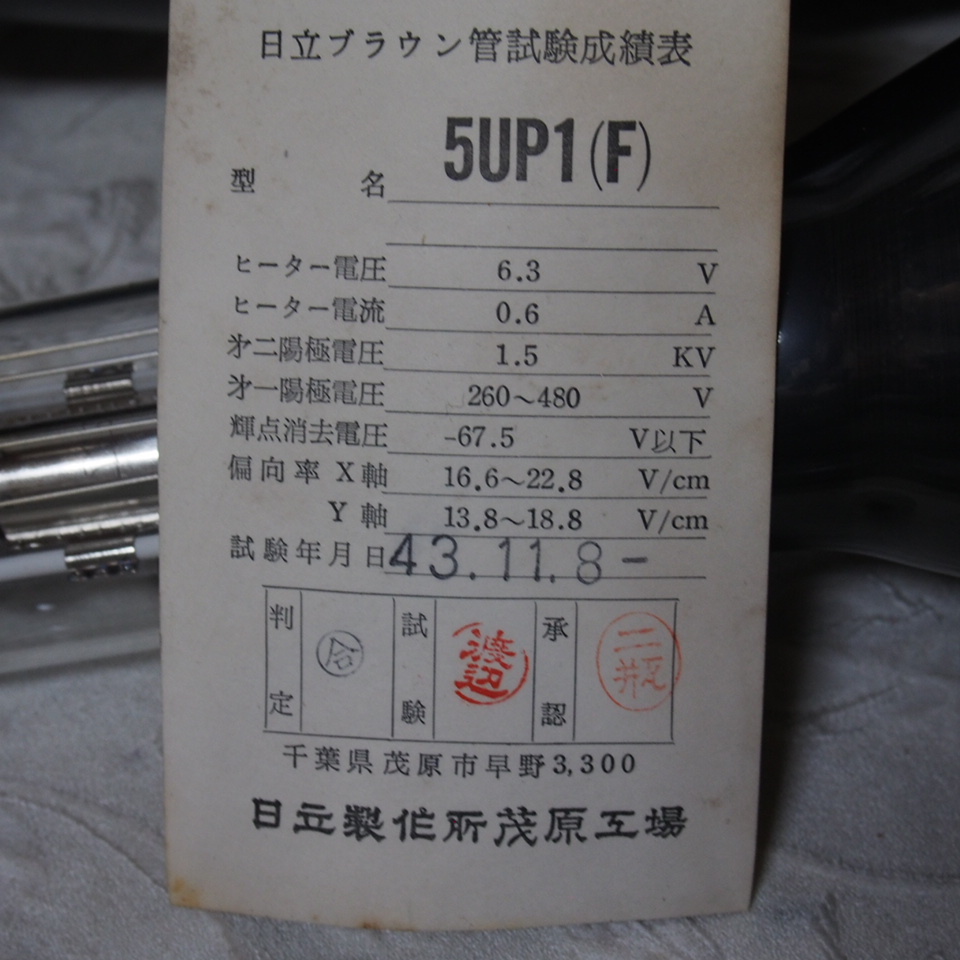 日立ブラウン管試験成績表
型名 5UP1(F)
ヒーター電圧 6.3 V
ヒーター電流 0.6 A
才二陽極電圧 1.5 KV
才一陽極電圧 260～480 V
輝点消去電圧 -67.5 V以下
偏向率 X軸 16.6～22.8 V/cm
Y軸 13.8～18.8 V/cm
試験年月日 43.11.8-
判定 合 試験 渡辺 承認 二瓶
千葉県茂原市早野3,300
日立製作所茂原工場